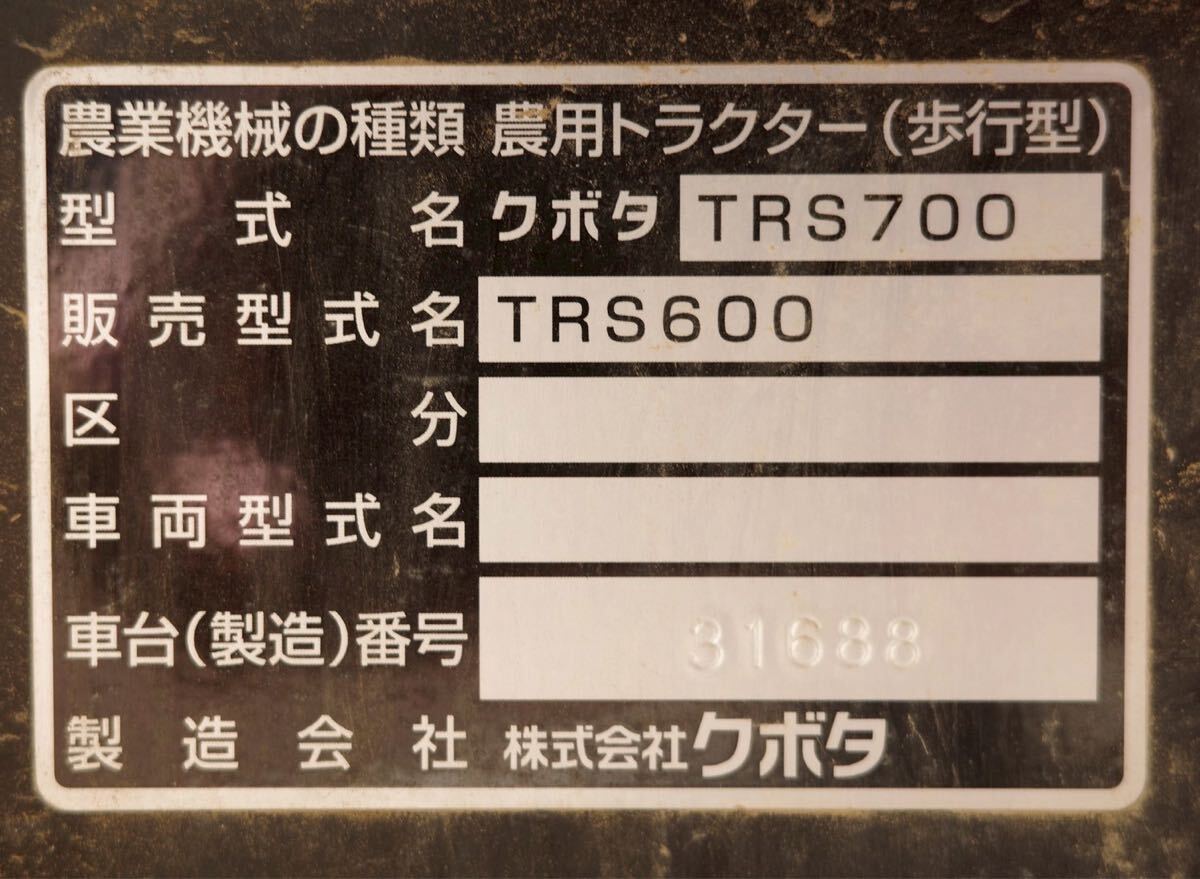 農業機械の種類 農用トラクター(歩行型)
型式名 クボタ TRS700
販売型式名 TRS600
区分
車両型式名
車台(製造)番号 31688
製造会社 株式会社クボタ